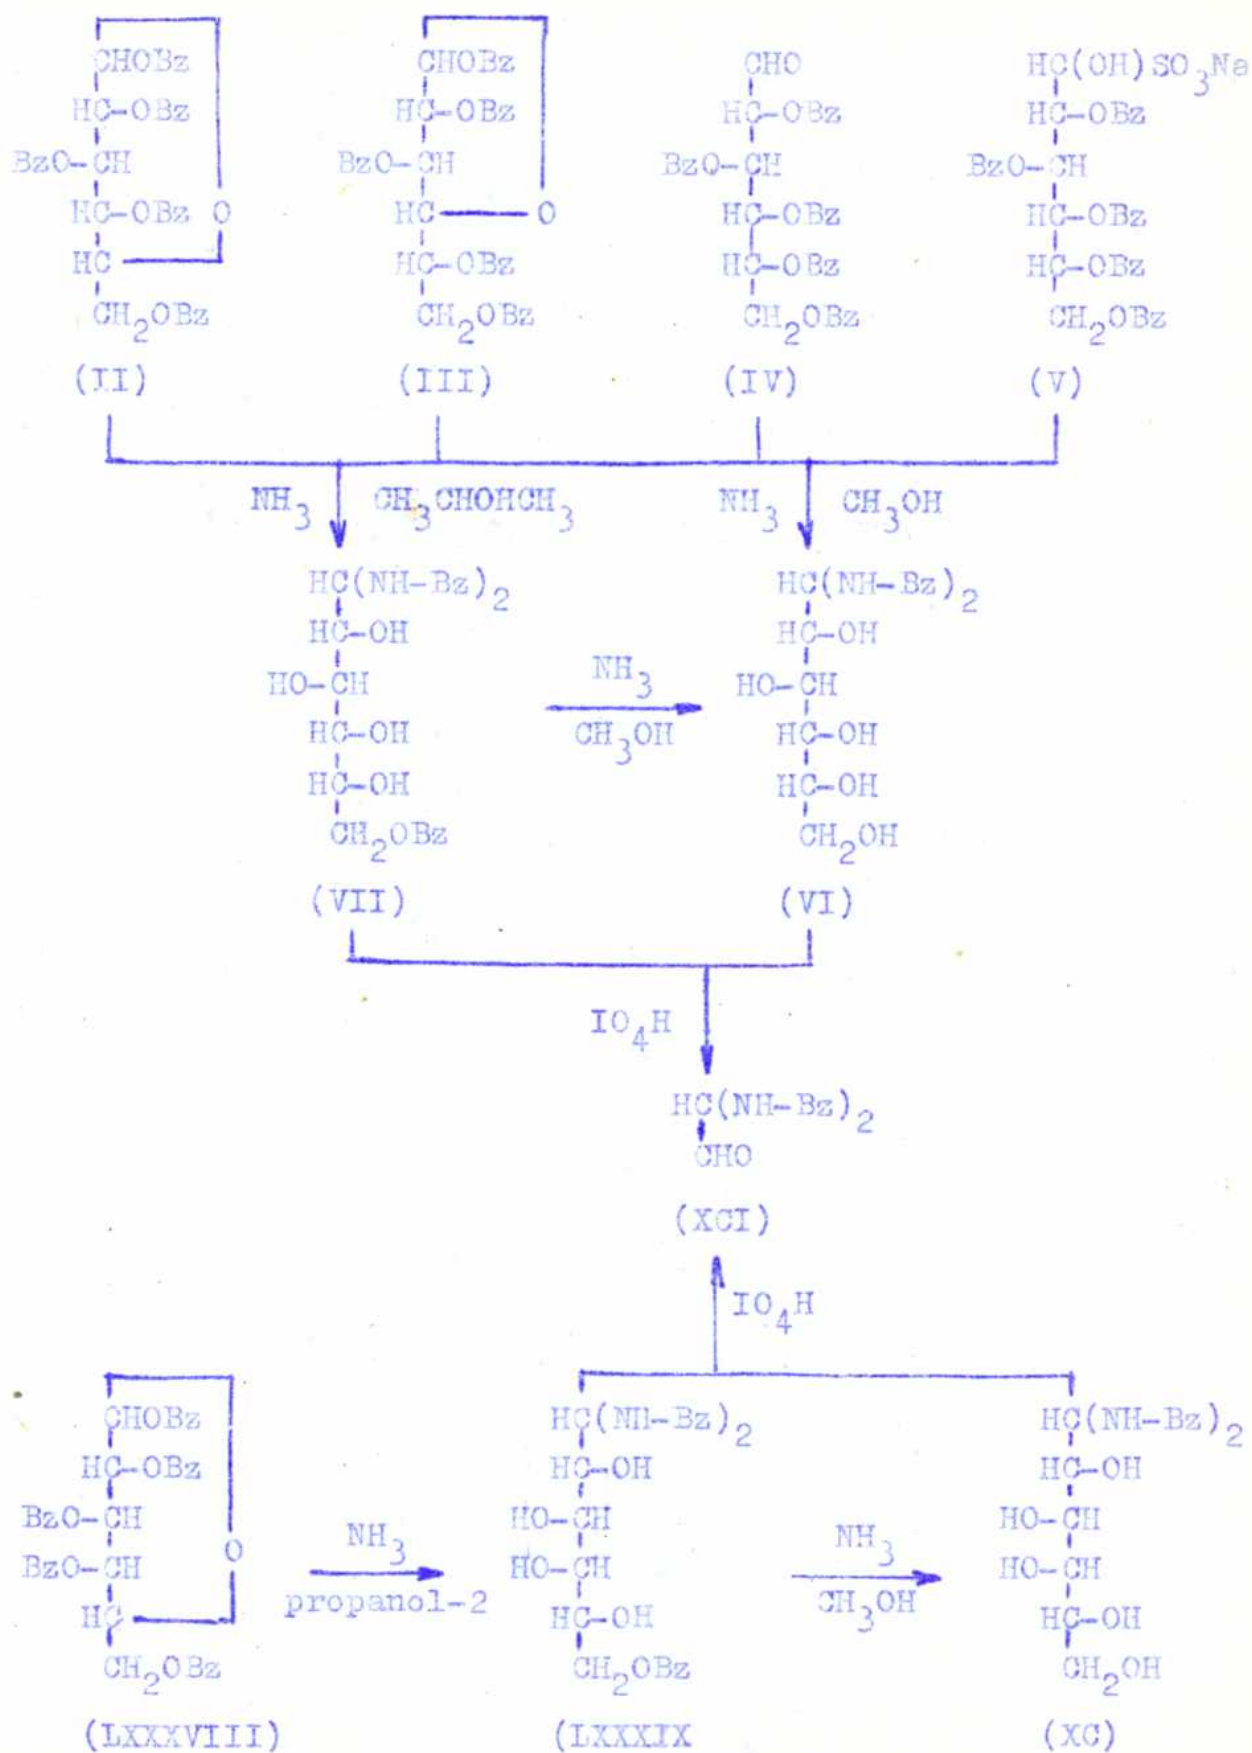 CHOBz CHOBz CHO HC(OH)SO3Na
HC-OBz HC-OBz HC-OBz HC-OBz
BzO-CH BzO-CH BzO-CH BzO-CH
HC-OBz O HC O HC-OBz HC-OBz
HC HC-OBz HC-OBz HC-OBz
CH2OBz CH2OBz CH2OBz CH2OBz
(II) (III) (IV) (V)
NH3 CH3CHOHCH3 NH3 CH3OH
HC(NH-Bz)2 HC(NH-Bz)2
HC-OH HC-OH
HO-CH NH3 HO-CH
HC-OH CH3OH HC-OH
HC-OH HC-OH
CH2OBz CH2OH
(VII) (VI)
IO4H
HC(NH-Bz)2
CHO
(XCI)
IO4H
CHOBz HC(NH-Bz)2 HC(NH-Bz)2
HC-OBz HC-OH HC-OH
BzO-CH HO-CH HO-CH
BzO-CH O NH3 HO-CH NH3 HO-CH
HC propanol-2 HC-OH CH3OH HC-OH
CH2OBz CH2OBz CH2OH
(LXXXVIII) (LXXXIX (XC)